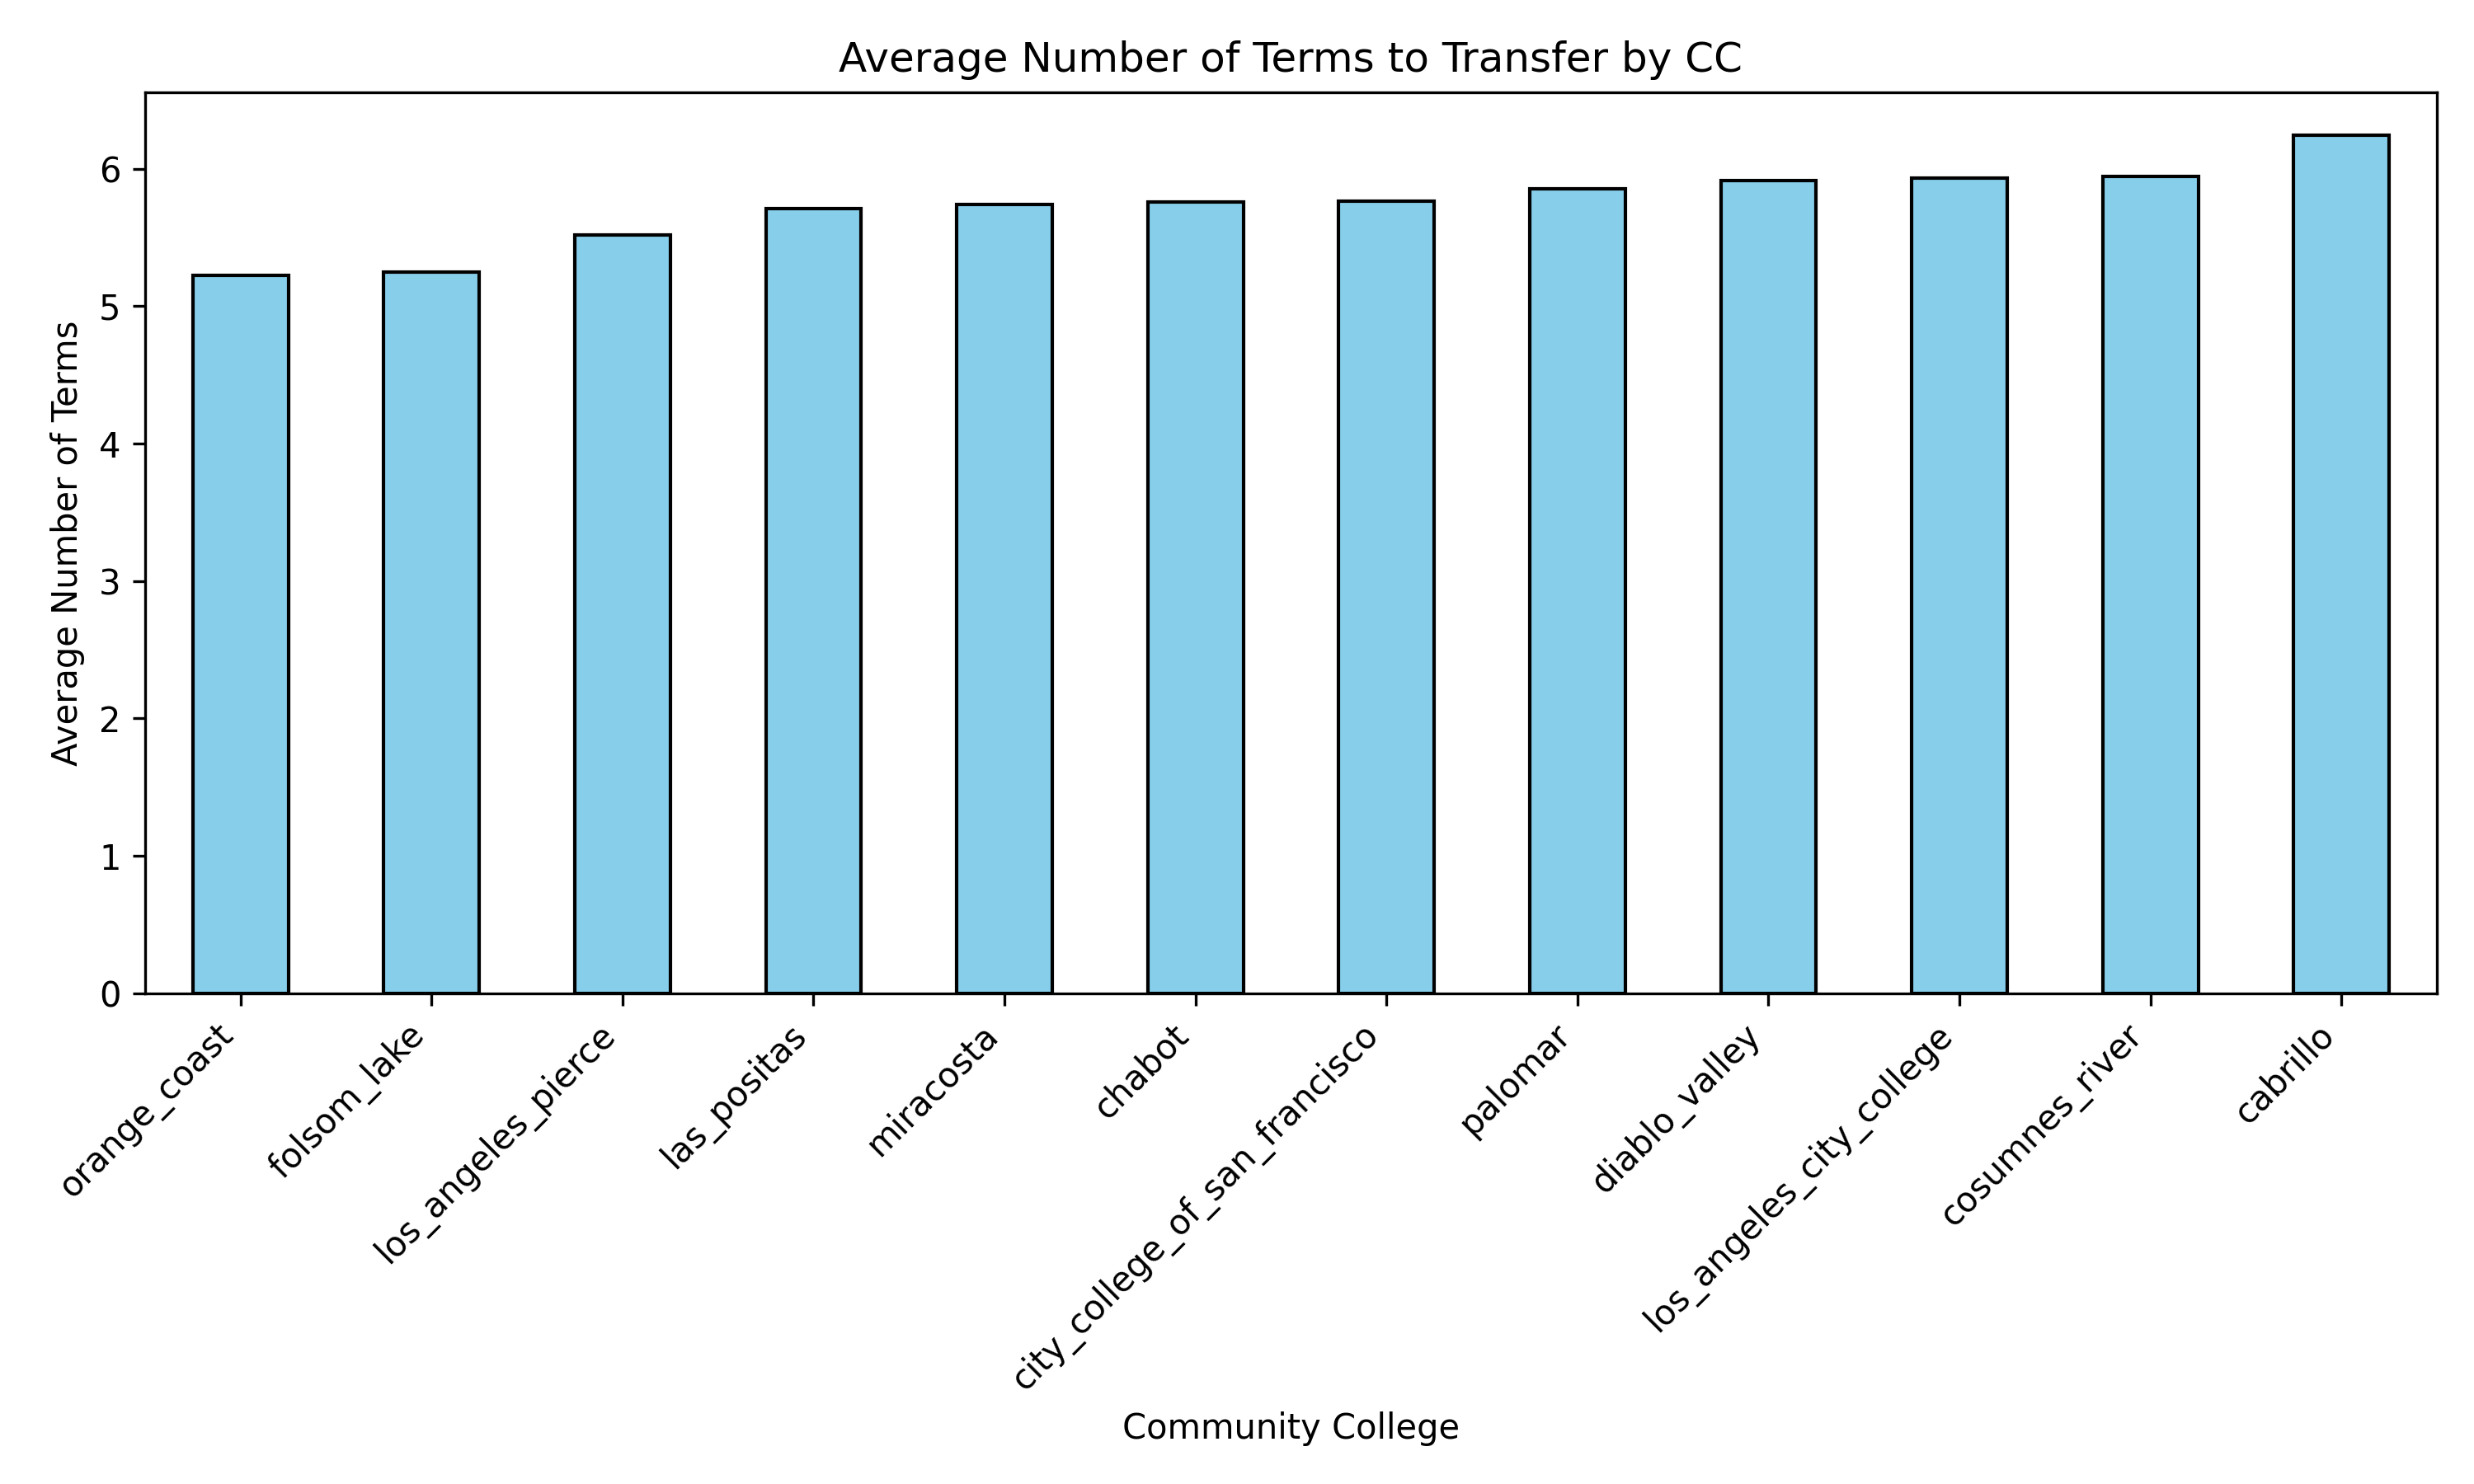 Average Number of Terms to Transfer by CC
Average Number of Terms
6
5
4
3
2
1
0
orange_coast
folsom_lake
los_angeles_pierce
las_positas
miracosta
chabot
city_college_of_san_francisco
palomar
diablo_valley
los_angeles_city_college
cosumnes_river
cabrillo
Community College